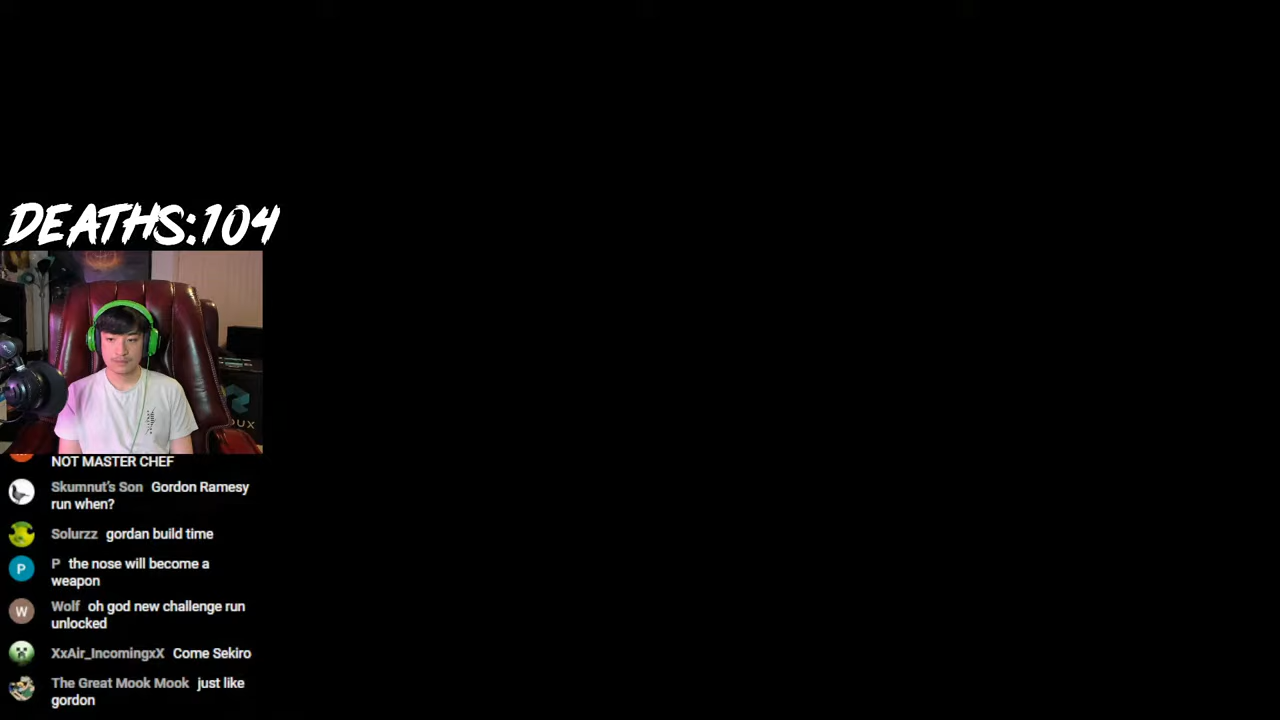 DEATHS:104
NOT MASTER CHEF
Skumnut's Son Gordon Ramesy
run when?
Solurzz gordan build time
P P the nose will become a
weapon
W Wolf oh god new challenge run
unlocked
XxAir_IncomingxX Come Sekiro
The Great Mook Mook just like
gordon